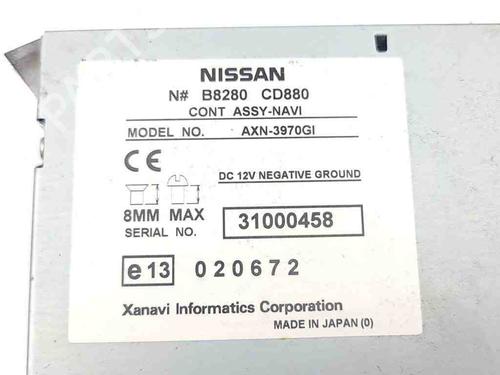 NISSAN
N# B8280 CD880
CONT ASSY-NAVI
MODEL NO. AXN-3970GI
CE
DC 12V NEGATIVE GROUND
8MM MAX
SERIAL NO. 31000458
e13 020672
Xanavi Informatics Corporation
MADE IN JAPAN (0)